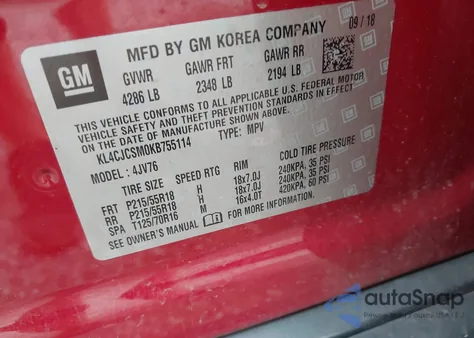 GM
MFD BY GM KOREA COMPANY 09 / 18
GVWR GAWR FRT GAWR RR
4286 LB 2348 LB 2194 LB
THIS VEHICLE CONFORMS TO ALL APPLICABLE U.S. FEDERAL MOTOR
VEHICLE SAFETY AND THEFT PREVENTION STANDARDS IN EFFECT ON
THE DATE OF MANUFACTURE SHOWN ABOVE.
KL4CJCSM0KB755114 TYPE : MPV
MODEL : 4JV76
TIRE SIZE SPEED RTG RIM COLD TIRE PRESSURE
FRT P215/55R18 H 18x7.0J 240KPA, 35 PSI
RR P215/55R18 H 18x7.0J 240KPA, 35 PSI
SPA T125/70R16 M 16x4.0T 420KPA, 60 PSI
SEE OWNER'S MANUAL FOR MORE INFORMATION.
autoSnap